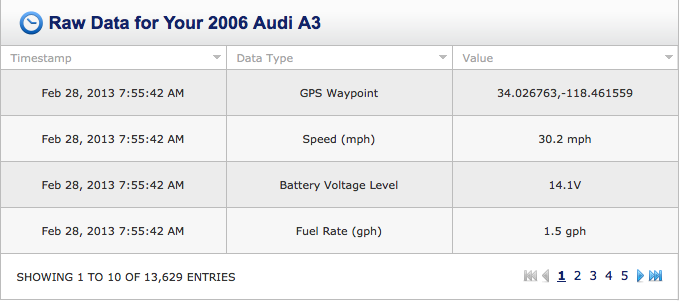 Raw Data for Your 2006 Audi A3
Timestamp Data Type Value
Feb 28, 2013 7:55:42 AM GPS Waypoint 34.026763,-118.461559
Feb 28, 2013 7:55:42 AM Speed (mph) 30.2 mph
Feb 28, 2013 7:55:42 AM Battery Voltage Level 14.1V
Feb 28, 2013 7:55:42 AM Fuel Rate (gph) 1.5 gph
SHOWING 1 TO 10 OF 13,629 ENTRIES 1 2 3 4 5